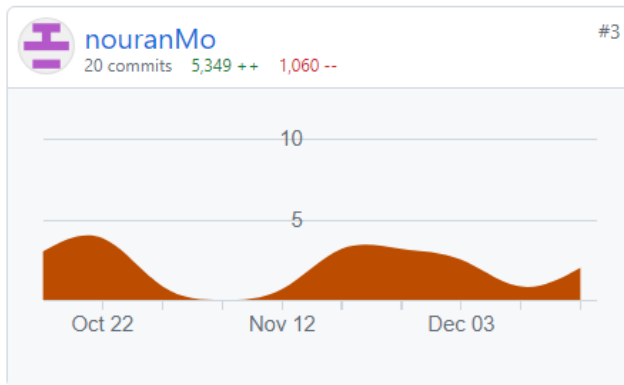 nouranMo
#3
20 commits 5,349 ++ 1,060 --
10
5
Oct 22 Nov 12 Dec 03